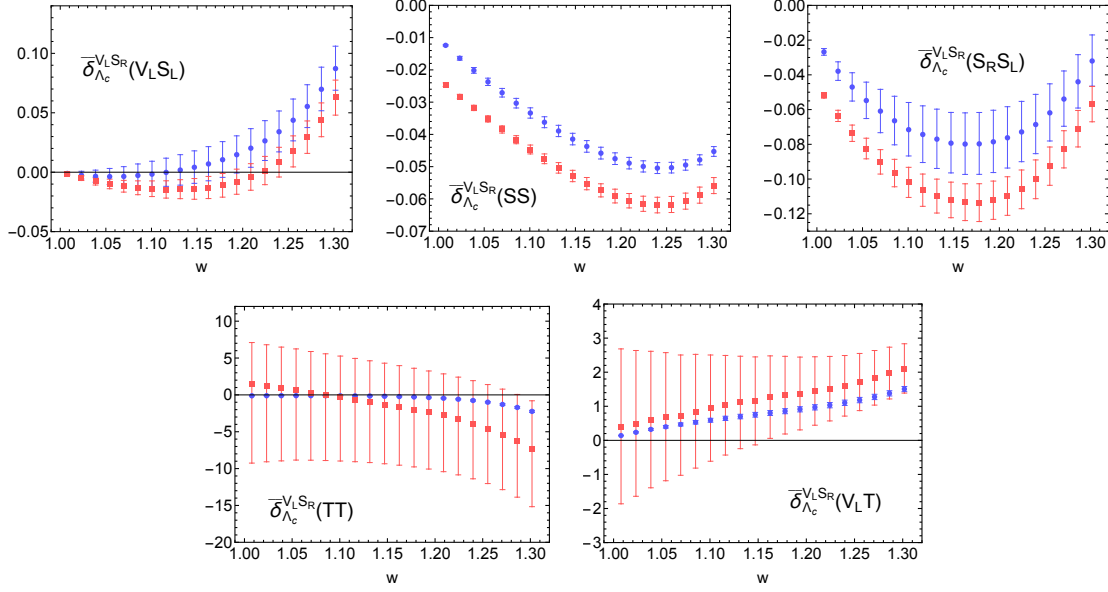 0.10
0.05
0.00
−0.05
δ̅_{Λ_c}^{V_L S_R}(V_L S_L)
1.00 1.05 1.10 1.15 1.20 1.25 1.30
w
0.00
−0.01
−0.02
−0.03
−0.04
−0.05
−0.06
−0.07
δ̅_{Λ_c}^{V_L S_R}(SS)
1.00 1.05 1.10 1.15 1.20 1.25 1.30
w
0.00
−0.02
−0.04
−0.06
−0.08
−0.10
−0.12
δ̅_{Λ_c}^{V_L S_R}(S_R S_L)
1.00 1.05 1.10 1.15 1.20 1.25 1.30
w
10
5
0
−5
−10
−15
−20
δ̅_{Λ_c}^{V_L S_R}(TT)
1.00 1.05 1.10 1.15 1.20 1.25 1.30
w
4
3
2
1
0
−1
−2
−3
δ̅_{Λ_c}^{V_L S_R}(V_L T)
1.00 1.05 1.10 1.15 1.20 1.25 1.30
w